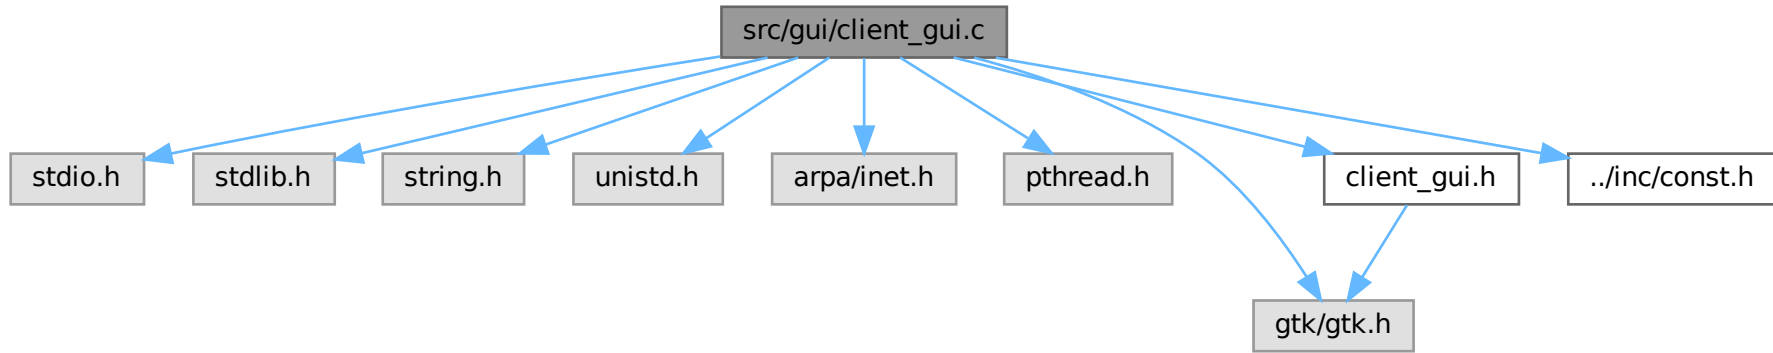 src/gui/client_gui.c
stdio.h
stdlib.h
string.h
unistd.h
arpa/inet.h
pthread.h
client_gui.h
../inc/const.h
gtk/gtk.h